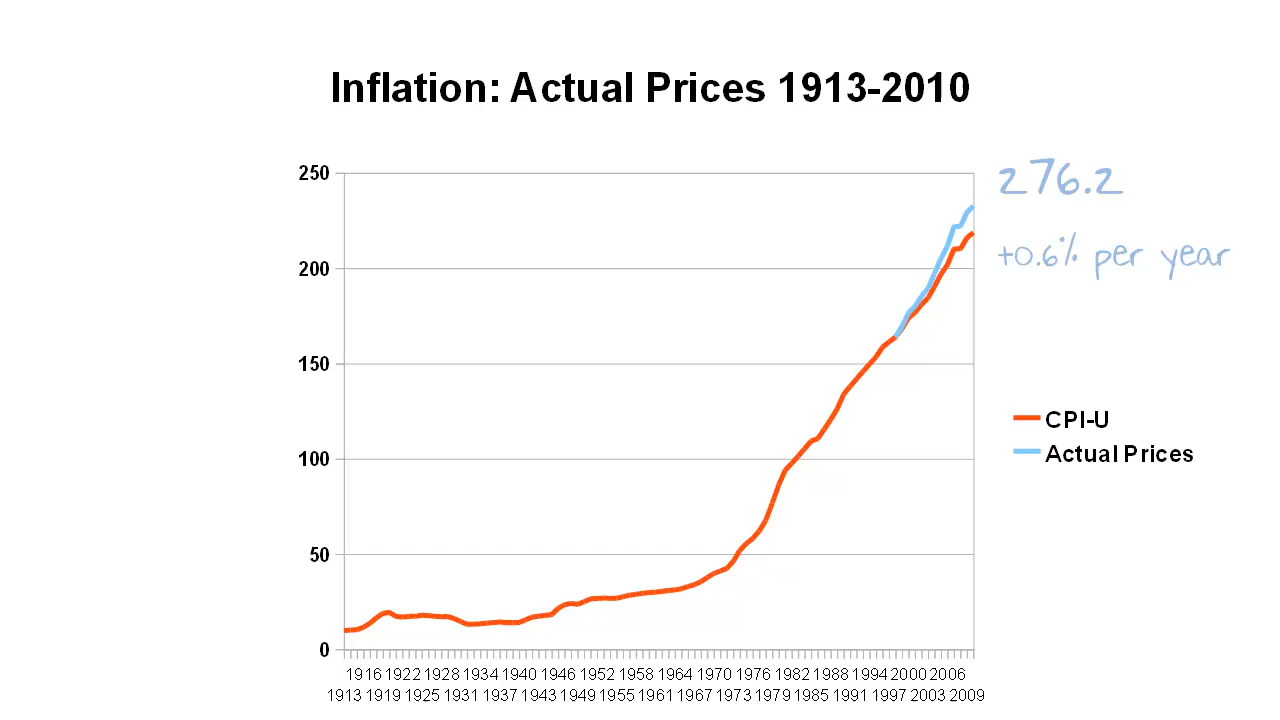 Inflation: Actual Prices 1913-2010
250
276.2
+0.6% per year
200
150
CPI-U
Actual Prices
100
50
0
1916 1922 1928 1934 1940 1946 1952 1958 1964 1970 1976 1982 1988 1994 2000 2006
1913 1919 1925 1931 1937 1943 1949 1955 1961 1967 1973 1979 1985 1991 1997 2003 2009